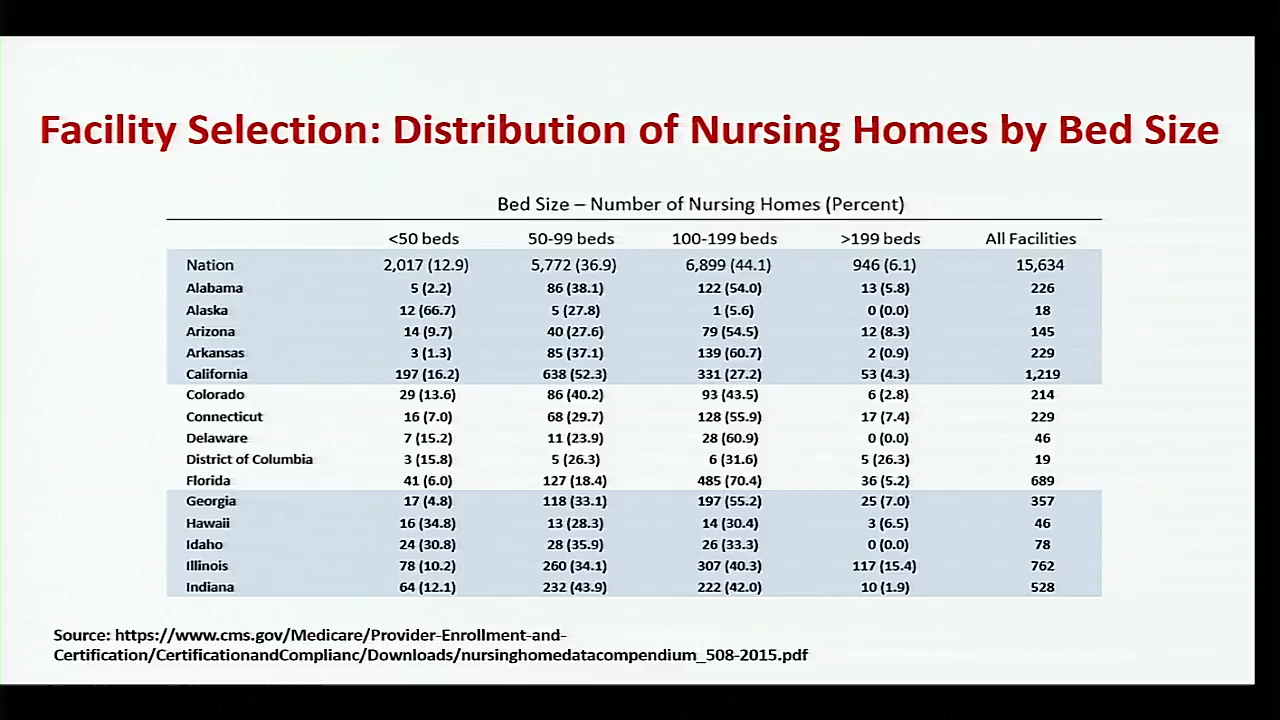 Facility Selection: Distribution of Nursing Homes by Bed Size
Bed Size – Number of Nursing Homes (Percent)
<50 beds 50-99 beds 100-199 beds >199 beds All Facilities
Nation 2,017 (12.9) 5,772 (36.9) 6,899 (44.1) 946 (6.1) 15,634
Alabama 5 (2.2) 86 (38.1) 122 (54.0) 13 (5.8) 226
Alaska 12 (66.7) 5 (27.8) 1 (5.6) 0 (0.0) 18
Arizona 14 (9.7) 40 (27.6) 79 (54.5) 12 (8.3) 145
Arkansas 3 (1.3) 85 (37.1) 139 (60.7) 2 (0.9) 229
California 197 (16.2) 638 (52.3) 331 (27.2) 53 (4.3) 1,219
Colorado 29 (13.6) 86 (40.2) 93 (43.5) 6 (2.8) 214
Connecticut 16 (7.0) 68 (29.7) 128 (55.9) 17 (7.4) 229
Delaware 7 (15.2) 11 (23.9) 28 (60.9) 0 (0.0) 46
District of Columbia 3 (15.8) 5 (26.3) 6 (31.6) 5 (26.3) 19
Florida 41 (6.0) 127 (18.4) 485 (70.4) 36 (5.2) 689
Georgia 17 (4.8) 118 (33.1) 197 (55.2) 25 (7.0) 357
Hawaii 16 (34.8) 13 (28.3) 14 (30.4) 3 (6.5) 46
Idaho 24 (30.8) 28 (35.9) 26 (33.3) 0 (0.0) 78
Illinois 78 (10.2) 260 (34.1) 307 (40.3) 117 (15.4) 762
Indiana 64 (12.1) 232 (43.9) 222 (42.0) 10 (1.9) 528
Source: https://www.cms.gov/Medicare/Provider-Enrollment-and-
Certification/CertificationandComplianc/Downloads/nursinghomedatacompendium_508-2015.pdf